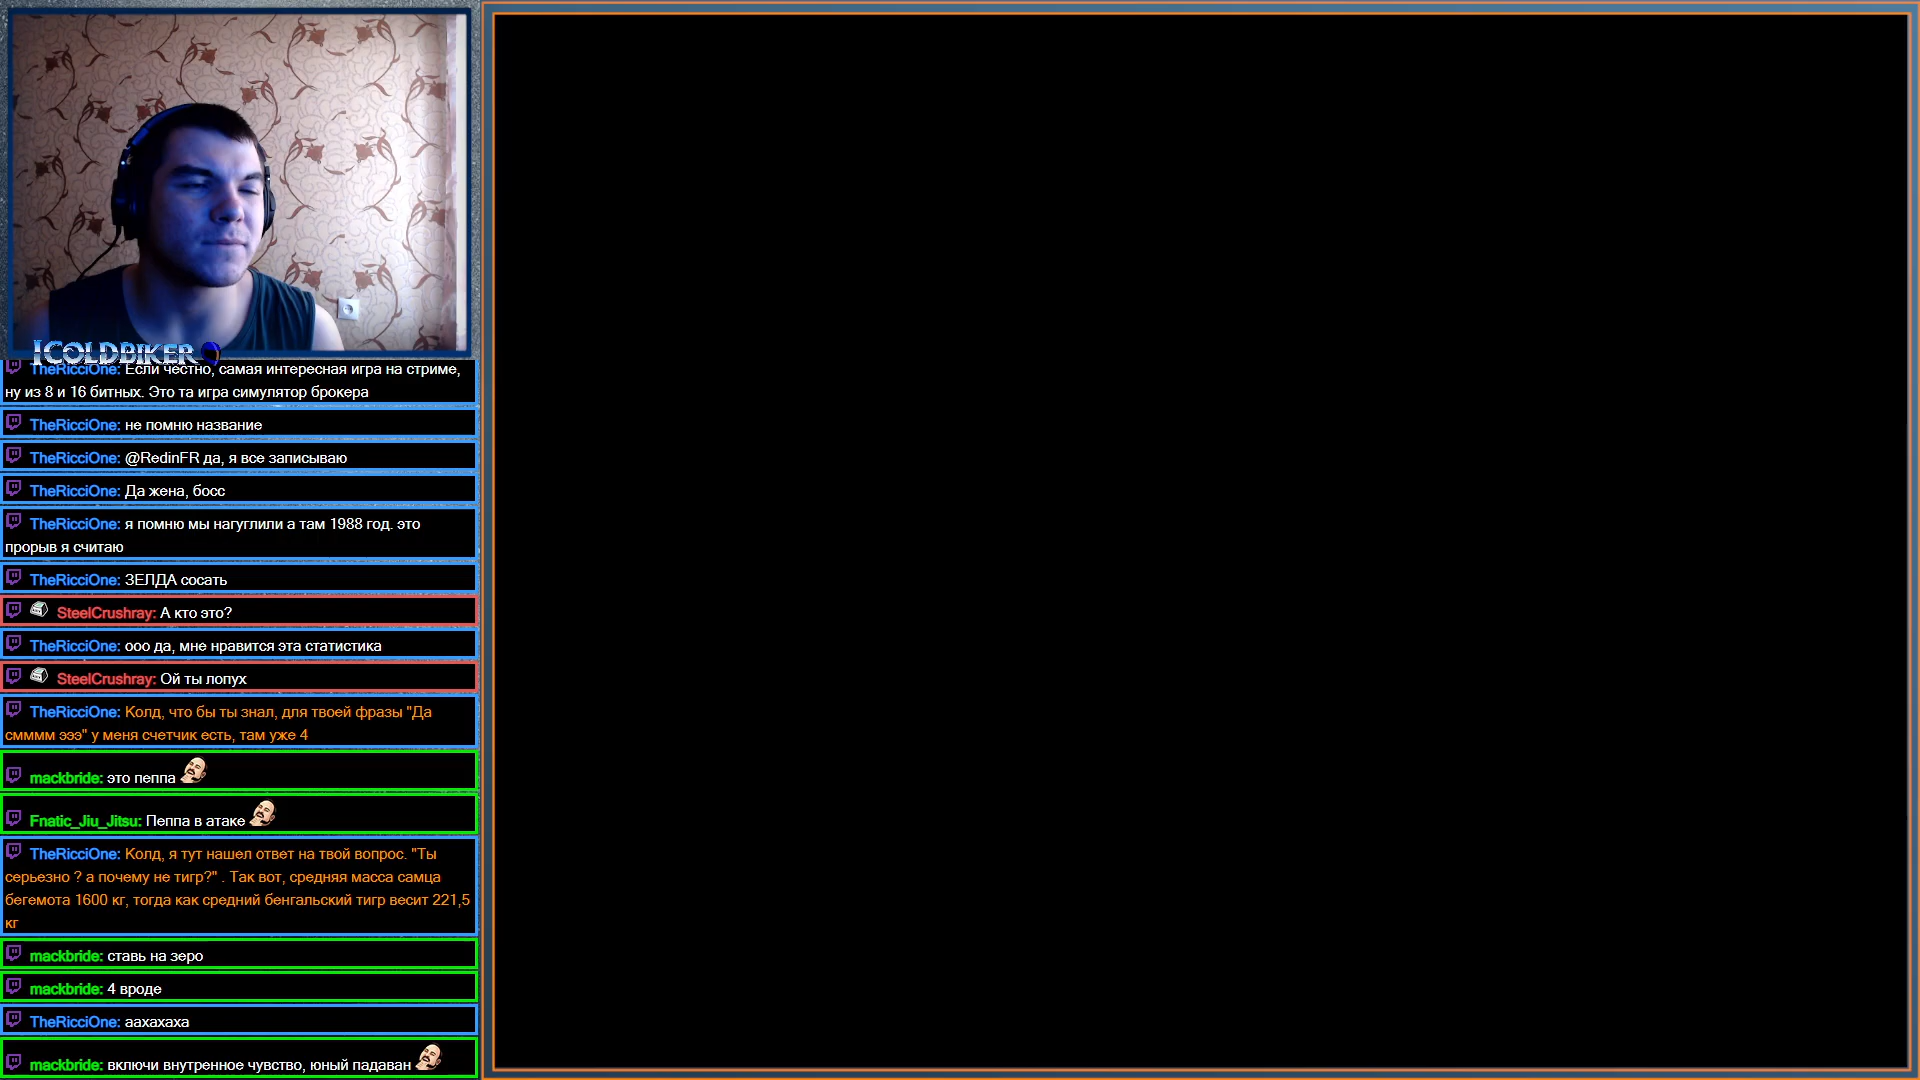 ICOLDBIKER
TheRicciOne: Если честно, самая интересная игра на стриме,
ну из 8 и 16 битных. Это та игра симулятор брокера
TheRicciOne: не помню название
TheRicciOne: @RedinFR да, я все записываю
TheRicciOne: Да жена, босс
TheRicciOne: я помню мы нагуглили а там 1988 год. это
прорыв я считаю
TheRicciOne: ЗЕЛДА сосать
SteelCrushray: А кто это?
TheRicciOne: ооо да, мне нравится эта статистика
SteelCrushray: Ой ты лопух
TheRicciOne: Колд, что бы ты знал, для твоей фразы "Да
смммм эээ" у меня счетчик есть, там уже 4
mackbride: это пеппа
Fnatic_Jiu_Jitsu: Пеппа в атаке
TheRicciOne: Колд, я тут нашел ответ на твой вопрос. "Ты
серьезно ? а почему не тигр?" . Так вот, средняя масса самца
бегемота 1600 кг, тогда как средний бенгальский тигр весит 221,5
кг
mackbride: ставь на зеро
mackbride: 4 вроде
TheRicciOne: аахахаха
mackbride: включи внутренное чувство, юный падаван